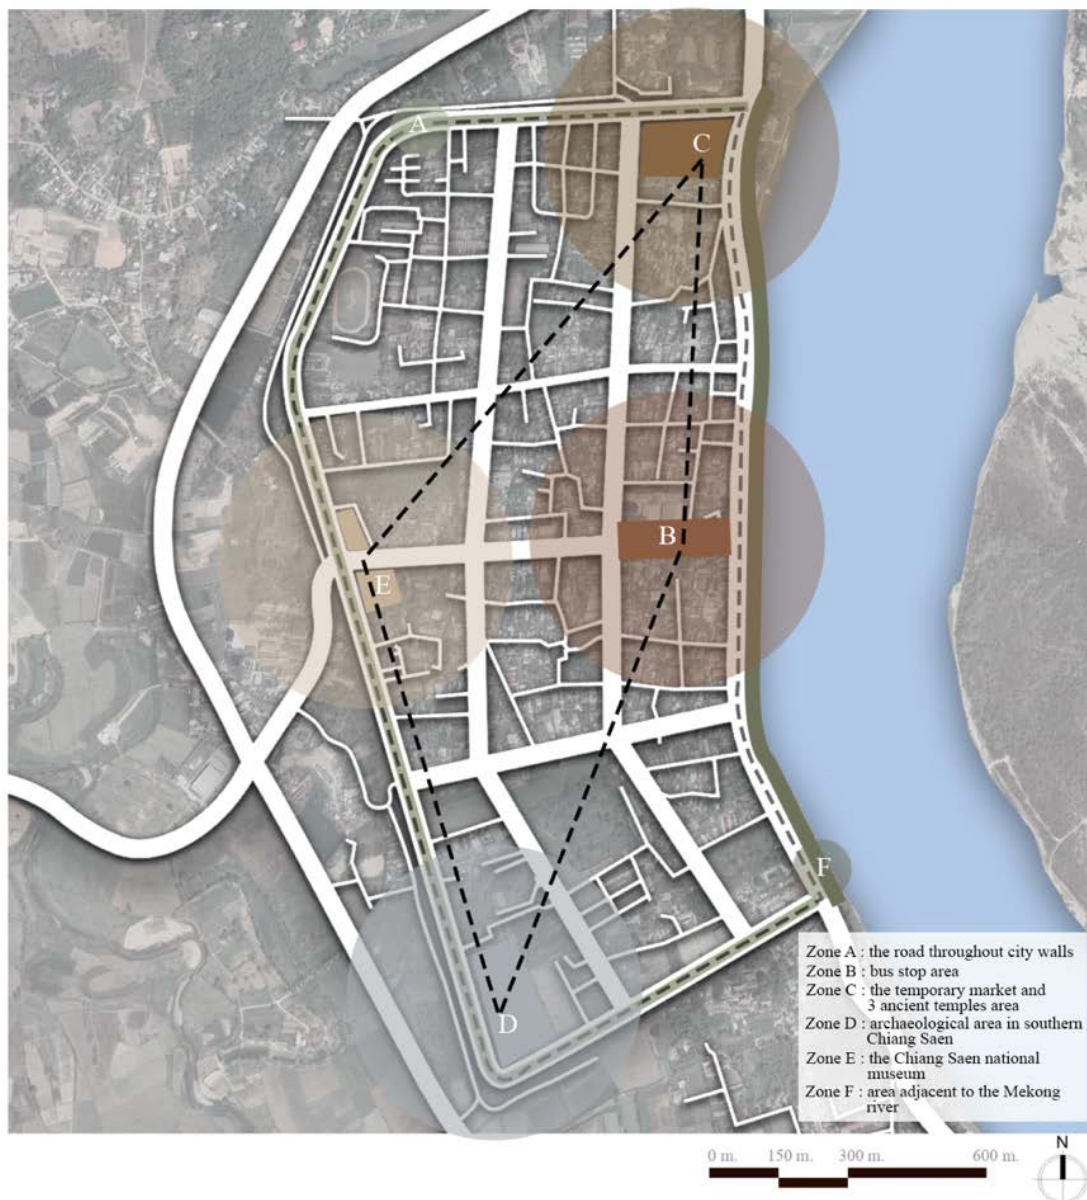 A
C
B
E
F
D
Zone A : the road throughout city walls
Zone B : bus stop area
Zone C : the temporary market and
3 ancient temples area
Zone D : archaeological area in southern
Chiang Saen
Zone E : the Chiang Saen national
museum
Zone F : area adjacent to the Mekong
river
0 m. 150 m. 300 m. 600 m.
N